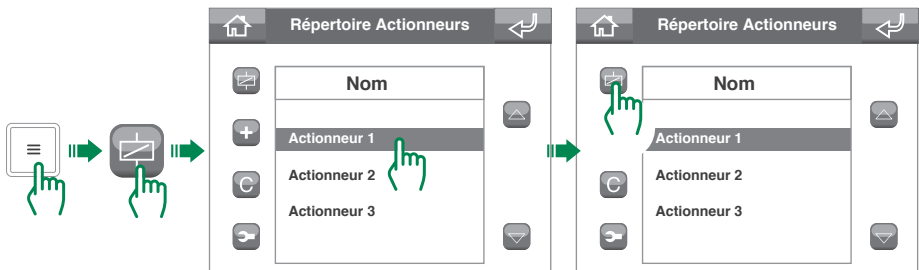 Répertoire Actionneurs
Nom
Actionneur 1
Actionneur 2
Actionneur 3
C
Répertoire Actionneurs
Nom
Actionneur 1
Actionneur 2
Actionneur 3
C